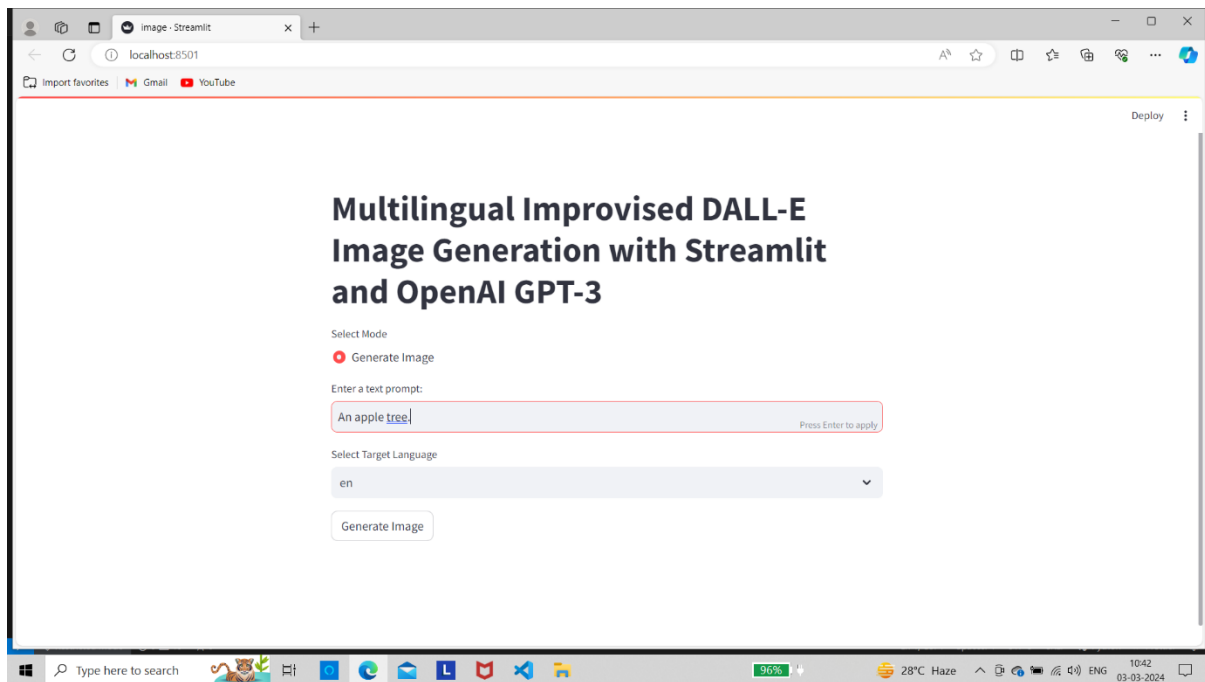 image · Streamlit
localhost:8501
Import favorites Gmail YouTube
Deploy
Multilingual Improvised DALL-E
Image Generation with Streamlit
and OpenAI GPT-3
Select Mode
Generate Image
Enter a text prompt:
An apple tree.
Press Enter to apply
Select Target Language
en
Generate Image
Type here to search
L
96%
28°C Haze
ENG
10:42
03-03-2024